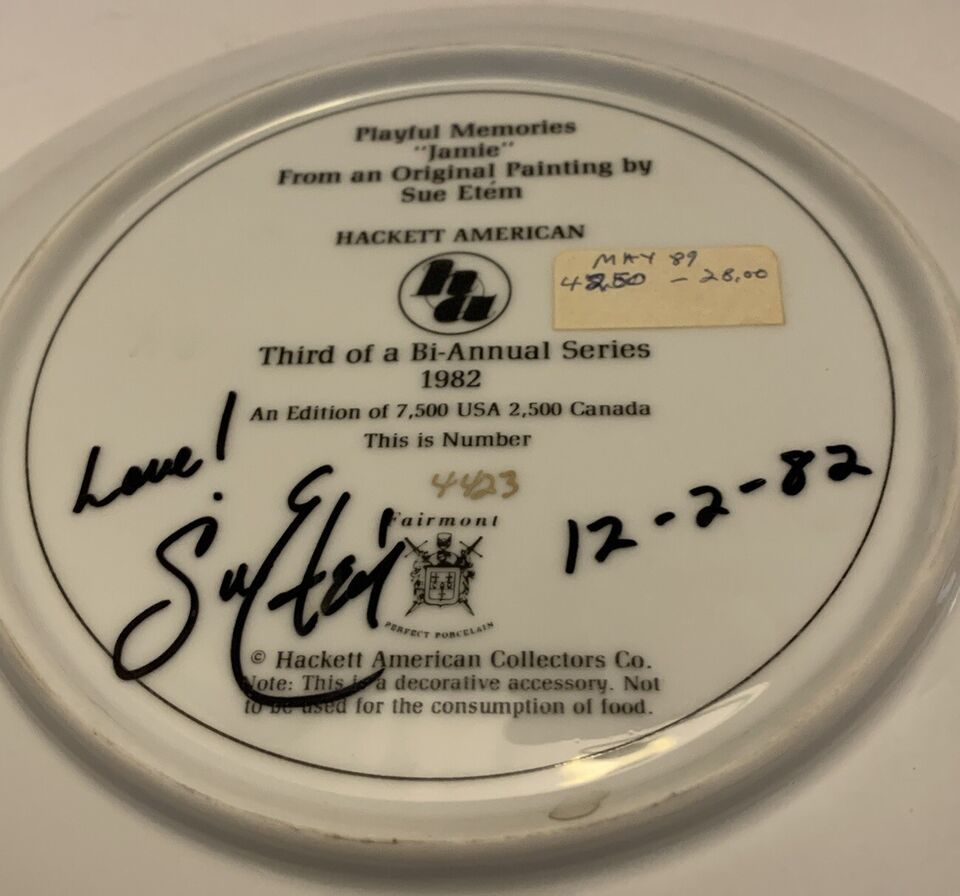 Playful Memories
"Jamie"
From an Original Painting by
Sue Etém
HACKETT AMERICAN
ha
MAY 89
42.50 - 28.00
Third of a Bi-Annual Series
1982
An Edition of 7,500 USA 2,500 Canada
This is Number
4423
Love!
Sue Etém
12-2-82
Fairmont
PERFECT PORCELAIN
© Hackett American Collectors Co.
Note: This is a decorative accessory. Not
to be used for the consumption of food.